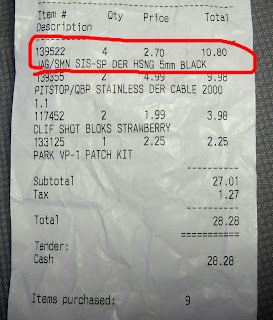 Item # Qty Price Total
Description
139522 4 2.70 10.80
JAG/SMN SIS-SP DER HSNG 5mm BLACK
139355 2 4.99 9.98
PITSTOP/QBP STAINLESS DER CABLE 2000
1.1
117452 2 1.99 3.98
CLIF SHOT BLOKS STRAWBERRY
133125 1 2.25 2.25
PARK VP-1 PATCH KIT
Subtotal 27.01
Tax 1.27
Total 28.28
Tender:
Cash 28.28
Items purchased: 9